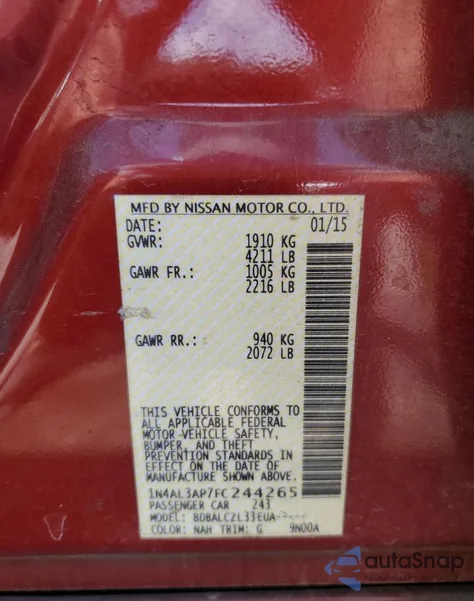 MFD BY NISSAN MOTOR CO., LTD.
DATE: 01/15
GVWR: 1910 KG
4211 LB
GAWR FR.: 1005 KG
2216 LB
GAWR RR.: 940 KG
2072 LB
THIS VEHICLE CONFORMS TO
ALL APPLICABLE FEDERAL
MOTOR VEHICLE SAFETY,
BUMPER, AND THEFT
PREVENTION STANDARDS IN
EFFECT ON THE DATE OF
MANUFACTURE SHOWN ABOVE.
1N4AL3AP7FC244265
PASSENGER CAR 243
MODEL: BDBALCZL33EUA-----
COLOR: NAH TRIM: G 9N00A
autaSnap